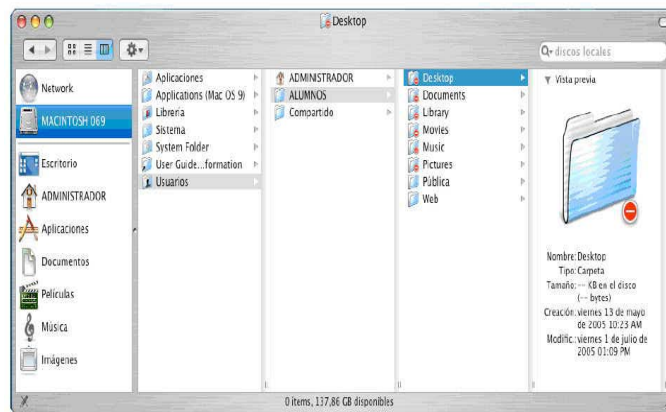 Desktop
discos locales
Network
MACINTOSH 069
Escritorio
ADMINISTRADOR
Aplicaciones
Documentos
Películas
Música
Imágenes
Aplicaciones
Applications (Mac OS 9)
Librería
Sistema
System Folder
User Guide...formation
Usuarios
ADMINISTRADOR
ALUMNOS
Compartido
Desktop
Documents
Library
Movies
Music
Pictures
Pública
Web
Vista previa
Nombre: Desktop
Tipo: Carpeta
Tamaño: -- KB en el disco
(-- bytes)
Creación: viernes 13 de mayo
de 2005 10:23 AM
Modific.: viernes 1 de julio de
2005 01:09 PM
0 items, 137,86 GB disponibles